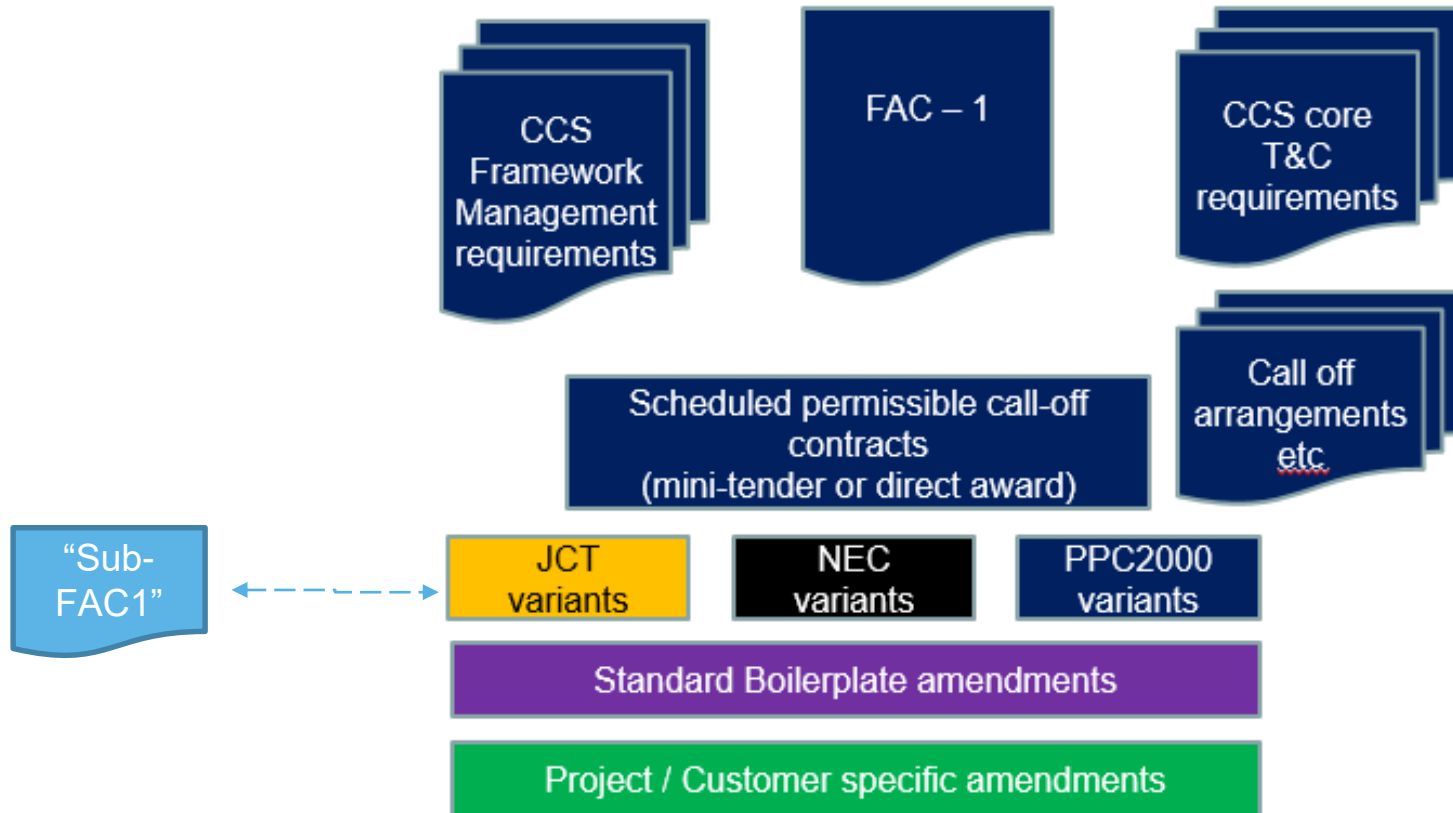 CCS
Framework
Management
requirements
FAC – 1
CCS core
T&C
requirements
Call off
arrangements
etc
Scheduled permissible call-off
contracts
(mini-tender or direct award)
“Sub-
FAC1”
JCT
variants
NEC
variants
PPC2000
variants
Standard Boilerplate amendments
Project / Customer specific amendments